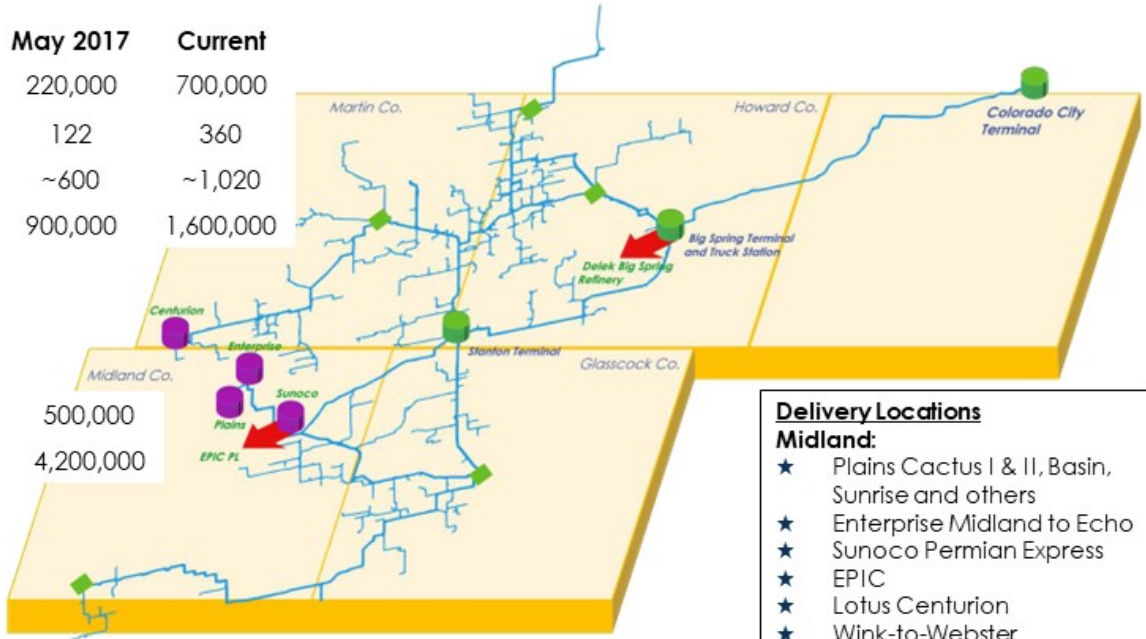 May 2017 Current
220,000 700,000
122 360
~600 ~1,020
900,000 1,600,000
Martin Co.
Howard Co.
Colorado City
Terminal
Big Spring Terminal
and Truck Station
Delek Big Spring
Refinery
Centurion
Enterprise
Stanton Terminal
Glasscock Co.
Midland Co.
Sunoco
Plains
EPIC PL
500,000
4,200,000
Delivery Locations
Midland:
★ Plains Cactus I & II, Basin,
Sunrise and others
★ Enterprise Midland to Echo
★ Sunoco Permian Express
★ EPIC
★ Lotus Centurion
★ Wink-to-Webster